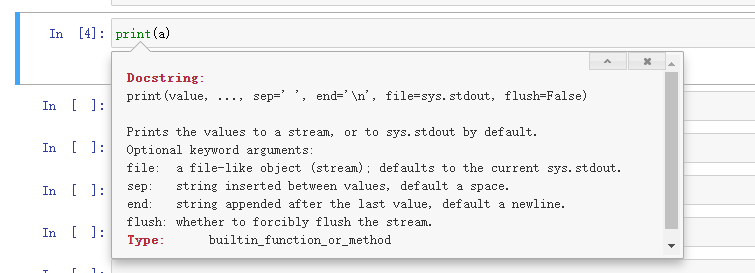 In [4]: print(a)
Docstring:
print(value, ..., sep=' ', end='\n', file=sys.stdout, flush=False)
Prints the values to a stream, or to sys.stdout by default.
Optional keyword arguments:
file:  a file-like object (stream); defaults to the current sys.stdout.
sep:   string inserted between values, default a space.
end:   string appended after the last value, default a newline.
flush: whether to forcibly flush the stream.
Type:      builtin_function_or_method
In [ ]:
In [ ]:
In [ ]:
In [ ]:
In [ ]: